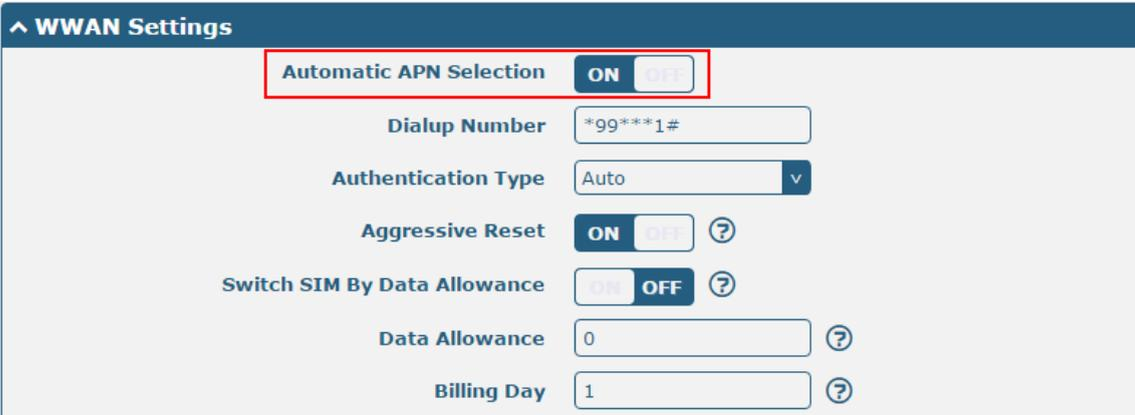 WWAN Settings
Automatic APN Selection ON OFF
Dialup Number *99***1#
Authentication Type Auto v
Aggressive Reset ON OFF ?
Switch SIM By Data Allowance ON OFF ?
Data Allowance 0 ?
Billing Day 1 ?